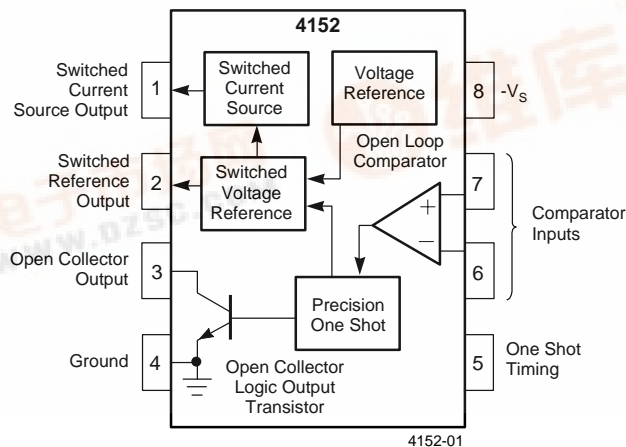 4152
Switched
Current
Source Output
1
Switched
Current
Source
Voltage
Reference
8
-VS
Open Loop
Comparator
Switched
Reference
Output
2
Switched
Voltage
Reference
7
+
−
Comparator
Inputs
6
Open Collector
Output
3
Precision
One Shot
Ground
4
Open Collector
Logic Output
Transistor
5
One Shot
Timing
4152-01